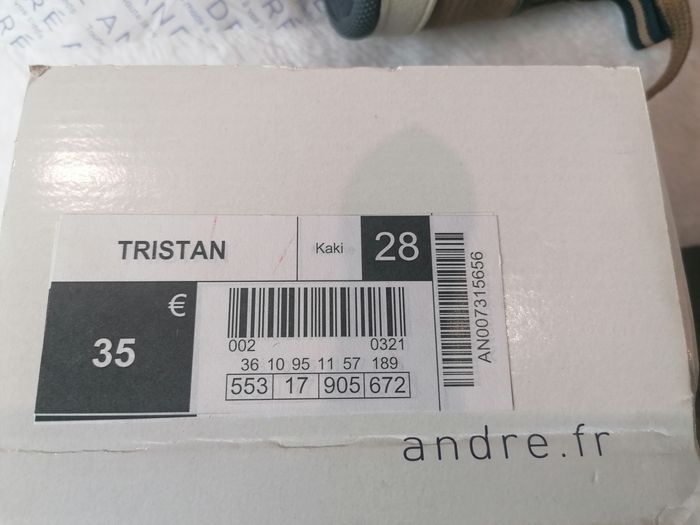 TRISTAN
Kaki
28
€
35
002 0321
36 10 95 11 57 189
553 17 905 672
AN007315656
andre.fr